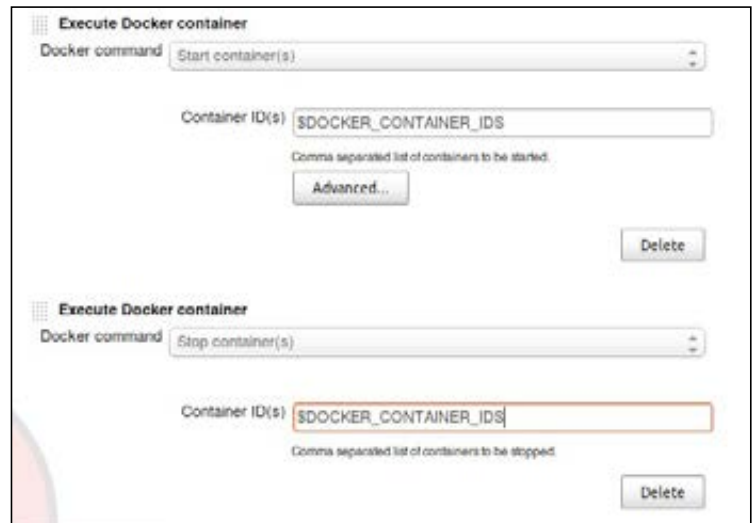 Execute Docker container
Docker command Start container(s)
Container ID(s) $DOCKER_CONTAINER_IDS
Comma separated list of containers to be started.
Advanced...
Delete
Execute Docker container
Docker command Stop container(s)
Container ID(s) $DOCKER_CONTAINER_IDS
Comma separated list of containers to be stopped.
Delete